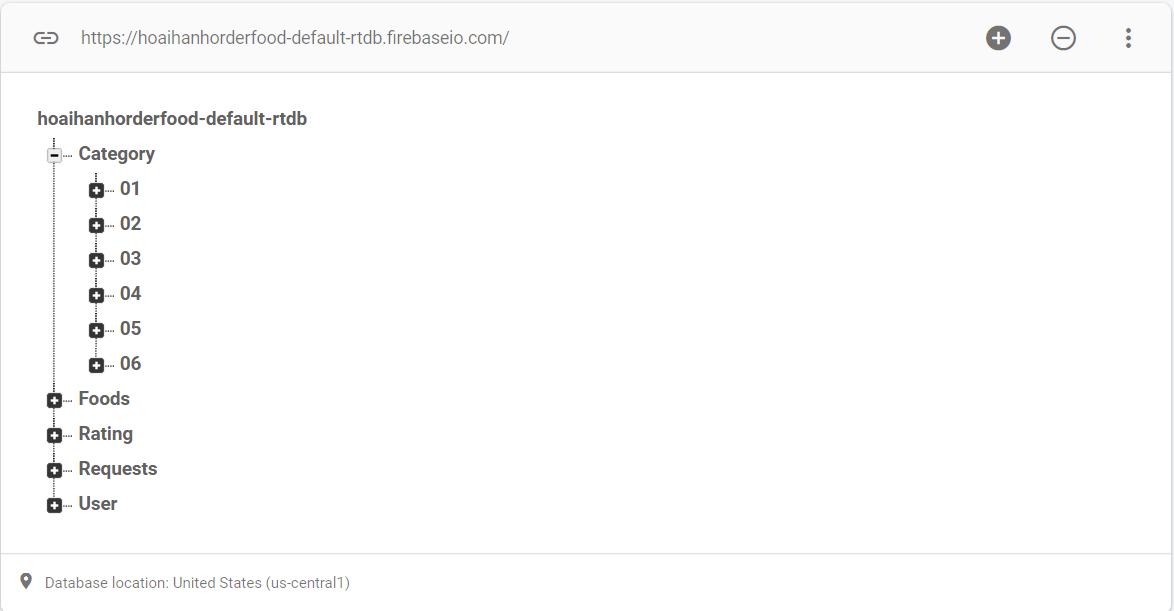 https://hoaihanhorderfood-default-rtdb.firebaseio.com/
hoaihanhorderfood-default-rtdb
Category
01
02
03
04
05
06
Foods
Rating
Requests
User
Database location: United States (us-central1)